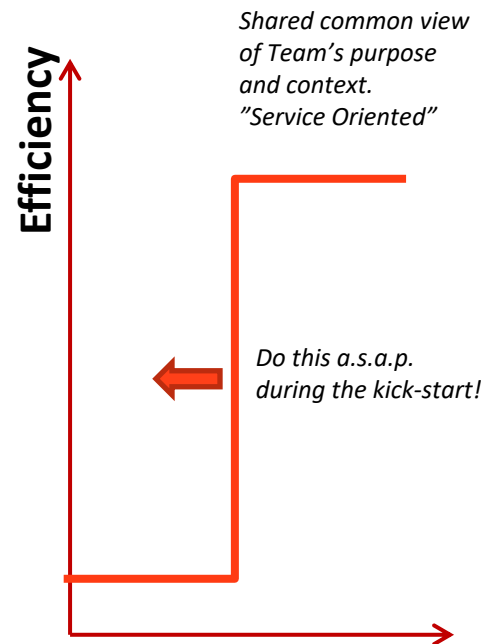 Efficiency
Shared common view
of Team's purpose
and context.
”Service Oriented”
Do this a.s.a.p.
during the kick-start!